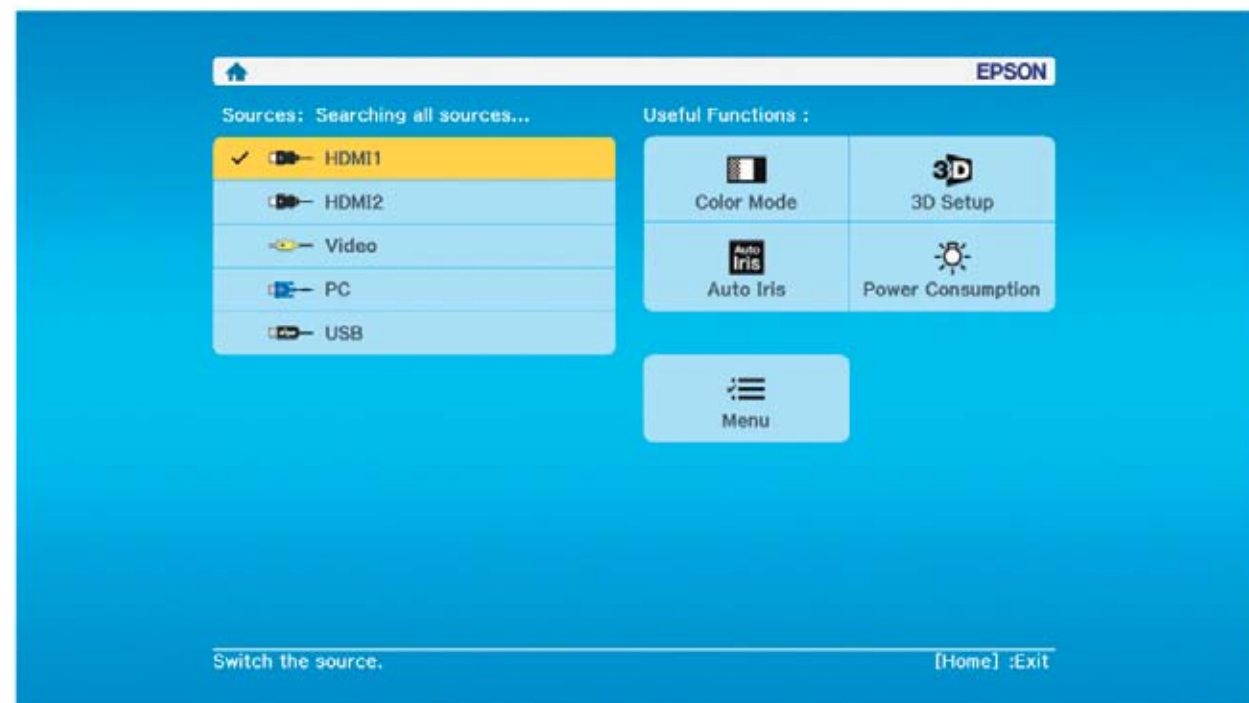 EPSON
Sources: Searching all sources...
HDMI1
HDMI2
Video
PC
USB
Useful Functions :
Color Mode
3D
3D Setup
Auto Iris
Auto Iris
Power Consumption
Menu
Switch the source.
[Home] :Exit